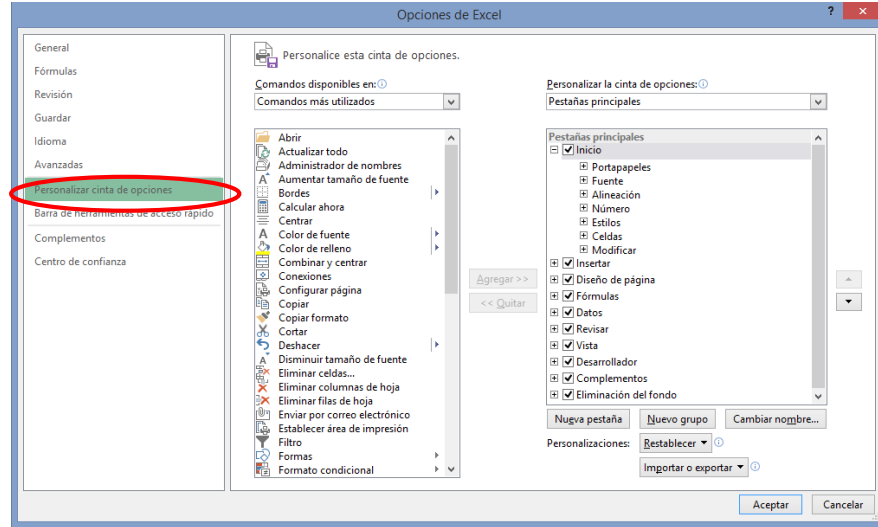 Opciones de Excel
?
General
Fórmulas
Revisión
Guardar
Idioma
Avanzadas
Personalizar cinta de opciones
Barra de herramientas de acceso rápido
Complementos
Centro de confianza
Personalice esta cinta de opciones.
Comandos disponibles en:
Comandos más utilizados
Abrir
Actualizar todo
Administrador de nombres
Aumentar tamaño de fuente
Bordes
Calcular ahora
Centrar
Color de fuente
Color de relleno
Combinar y centrar
Conexiones
Configurar página
Copiar
Copiar formato
Cortar
Deshacer
Disminuir tamaño de fuente
Eliminar celdas...
Eliminar columnas de hoja
Eliminar filas de hoja
Enviar por correo electrónico
Establecer área de impresión
Filtro
Formas
Formato condicional
Agregar >>
<< Quitar
Personalizar la cinta de opciones:
Pestañas principales
Pestañas principales
Inicio
Portapapeles
Fuente
Alineación
Número
Estilos
Celdas
Modificar
Insertar
Diseño de página
Fórmulas
Datos
Revisar
Vista
Desarrollador
Complementos
Eliminación del fondo
Nueva pestaña Nuevo grupo Cambiar nombre...
Personalizaciones: Restablecer
Importar o exportar
Aceptar Cancelar